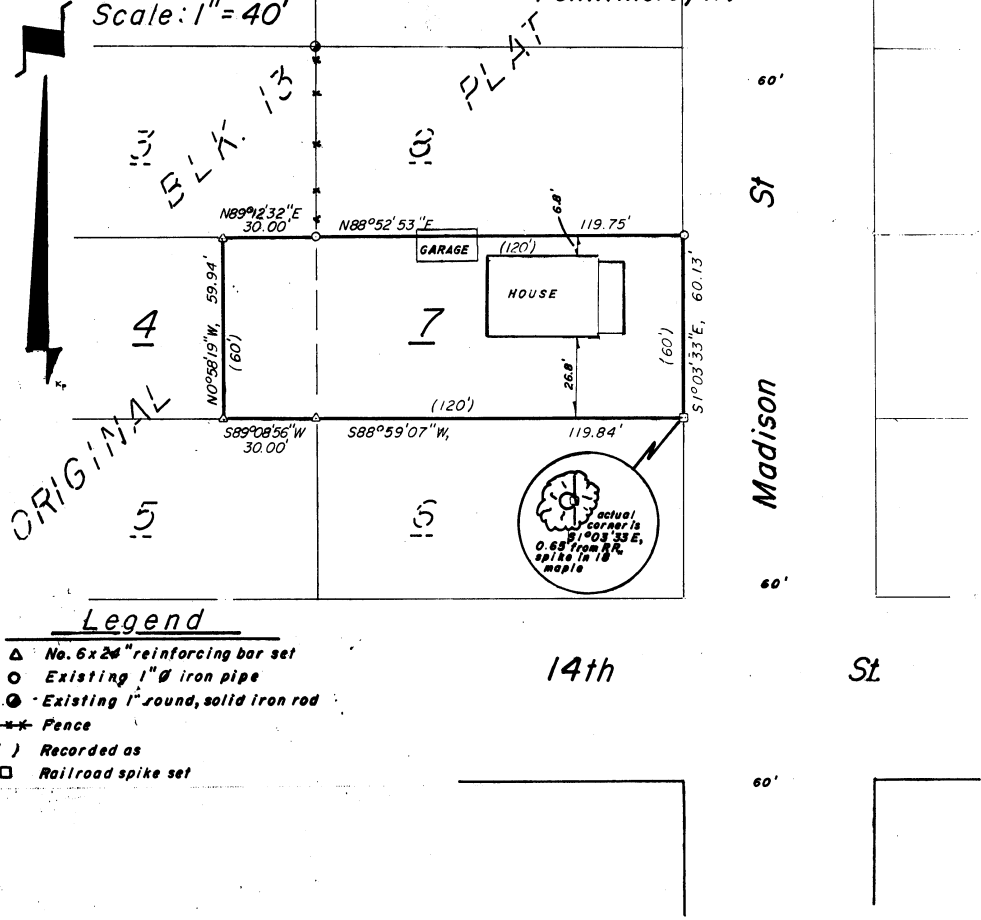 Scale: 1" = 40'
60'
BLK. 13
PLAT
3
8
St
N89°12'32"E
30.00'
N88°52'53"E
119.75'
6.8'
GARAGE
(120')
HOUSE
59.94'
N0°58'19"W,
(60')
4
7
(60')
S1°03'33"E, 60.13'
26.8'
(120')
S89°08'56"W
30.00'
S88°59'07"W,
119.84'
Madison
ORIGINAL
5
6
actual
corner is
S1°03'33E,
0.65' from RR
spike in 18"
maple
60'
Legend
No. 6x24" reinforcing bar set
Existing 1"Ø iron pipe
Existing 1" round, solid iron rod
Fence
( ) Recorded as
Railroad spike set
14th St.
60'